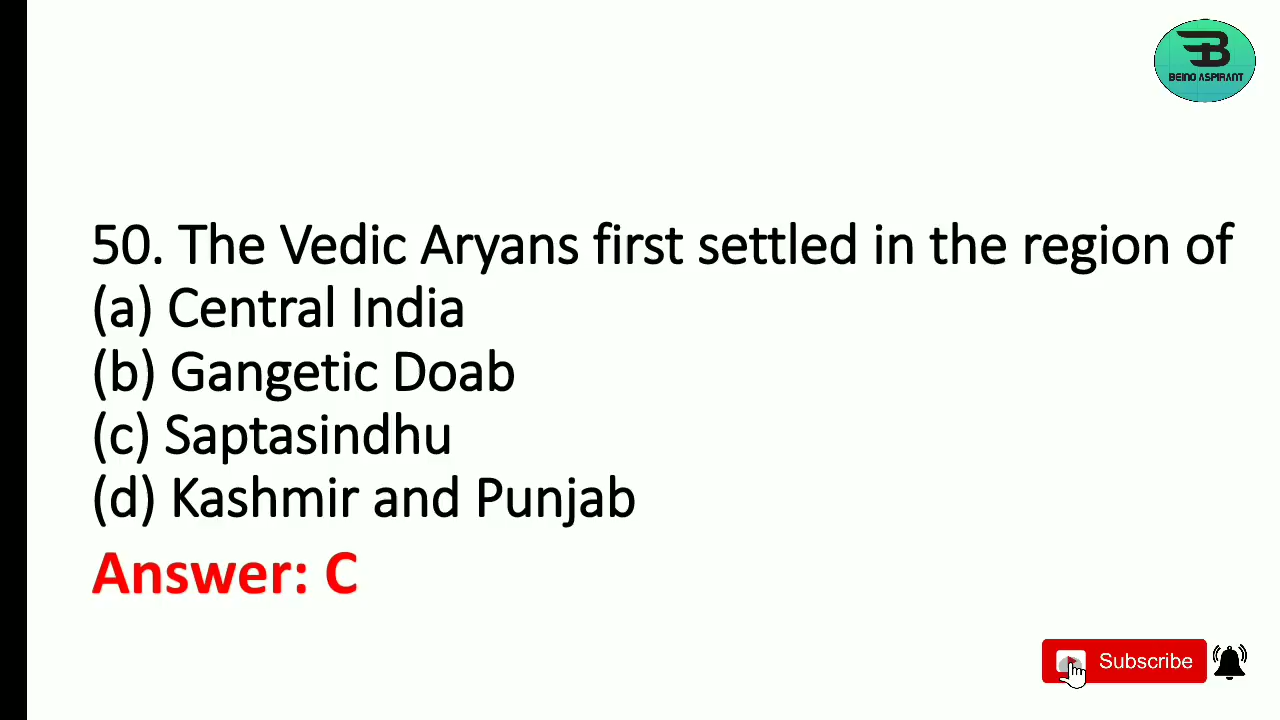 BEINO ASPIRANT
50. The Vedic Aryans first settled in the region of
(a) Central India
(b) Gangetic Doab
(c) Saptasindhu
(d) Kashmir and Punjab
Answer: C
Subscribe